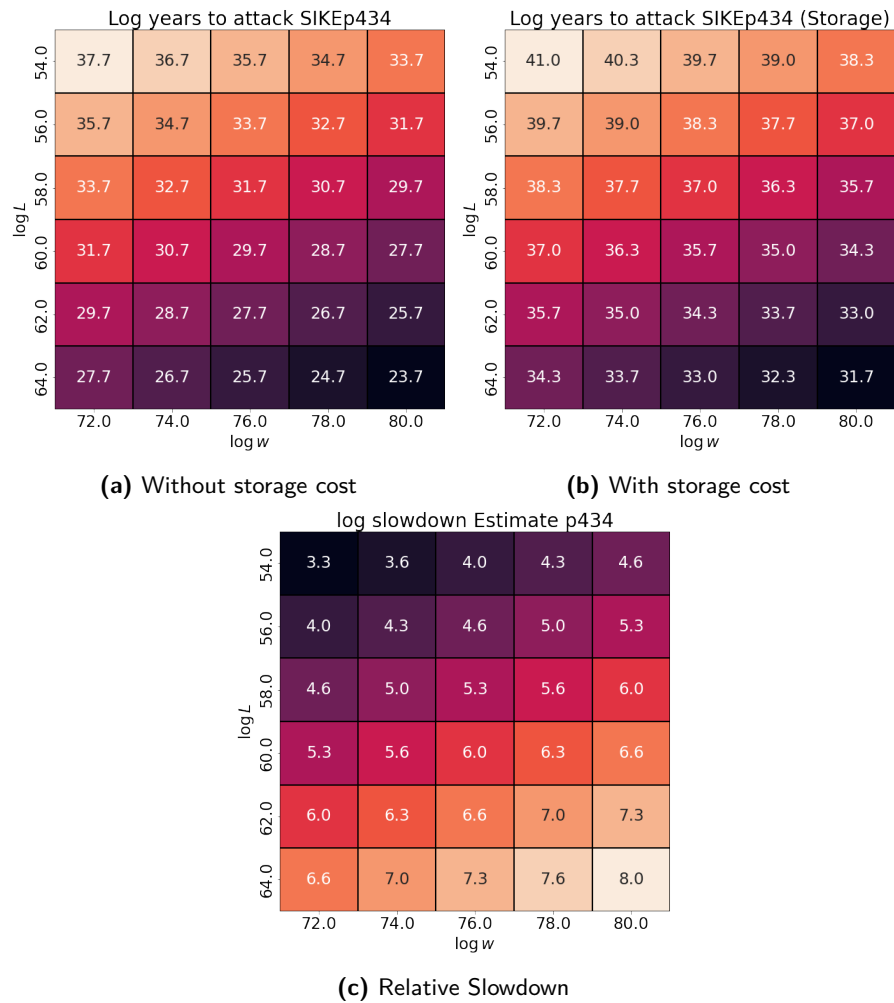 Log years to attack SIKEp434
log L
54.0 37.7 36.7 35.7 34.7 33.7
56.0 35.7 34.7 33.7 32.7 31.7
58.0 33.7 32.7 31.7 30.7 29.7
60.0 31.7 30.7 29.7 28.7 27.7
62.0 29.7 28.7 27.7 26.7 25.7
64.0 27.7 26.7 25.7 24.7 23.7
72.0 74.0 76.0 78.0 80.0
log w
(a) Without storage cost
Log years to attack SIKEp434 (Storage)
log L
54.0 41.0 40.3 39.7 39.0 38.3
56.0 39.7 39.0 38.3 37.7 37.0
58.0 38.3 37.7 37.0 36.3 35.7
60.0 37.0 36.3 35.7 35.0 34.3
62.0 35.7 35.0 34.3 33.7 33.0
64.0 34.3 33.7 33.0 32.3 31.7
72.0 74.0 76.0 78.0 80.0
log w
(b) With storage cost
log slowdown Estimate p434
log L
54.0 3.3 3.6 4.0 4.3 4.6
56.0 4.0 4.3 4.6 5.0 5.3
58.0 4.6 5.0 5.3 5.6 6.0
60.0 5.3 5.6 6.0 6.3 6.6
62.0 6.0 6.3 6.6 7.0 7.3
64.0 6.6 7.0 7.3 7.6 8.0
72.0 74.0 76.0 78.0 80.0
log w
(c) Relative Slowdown